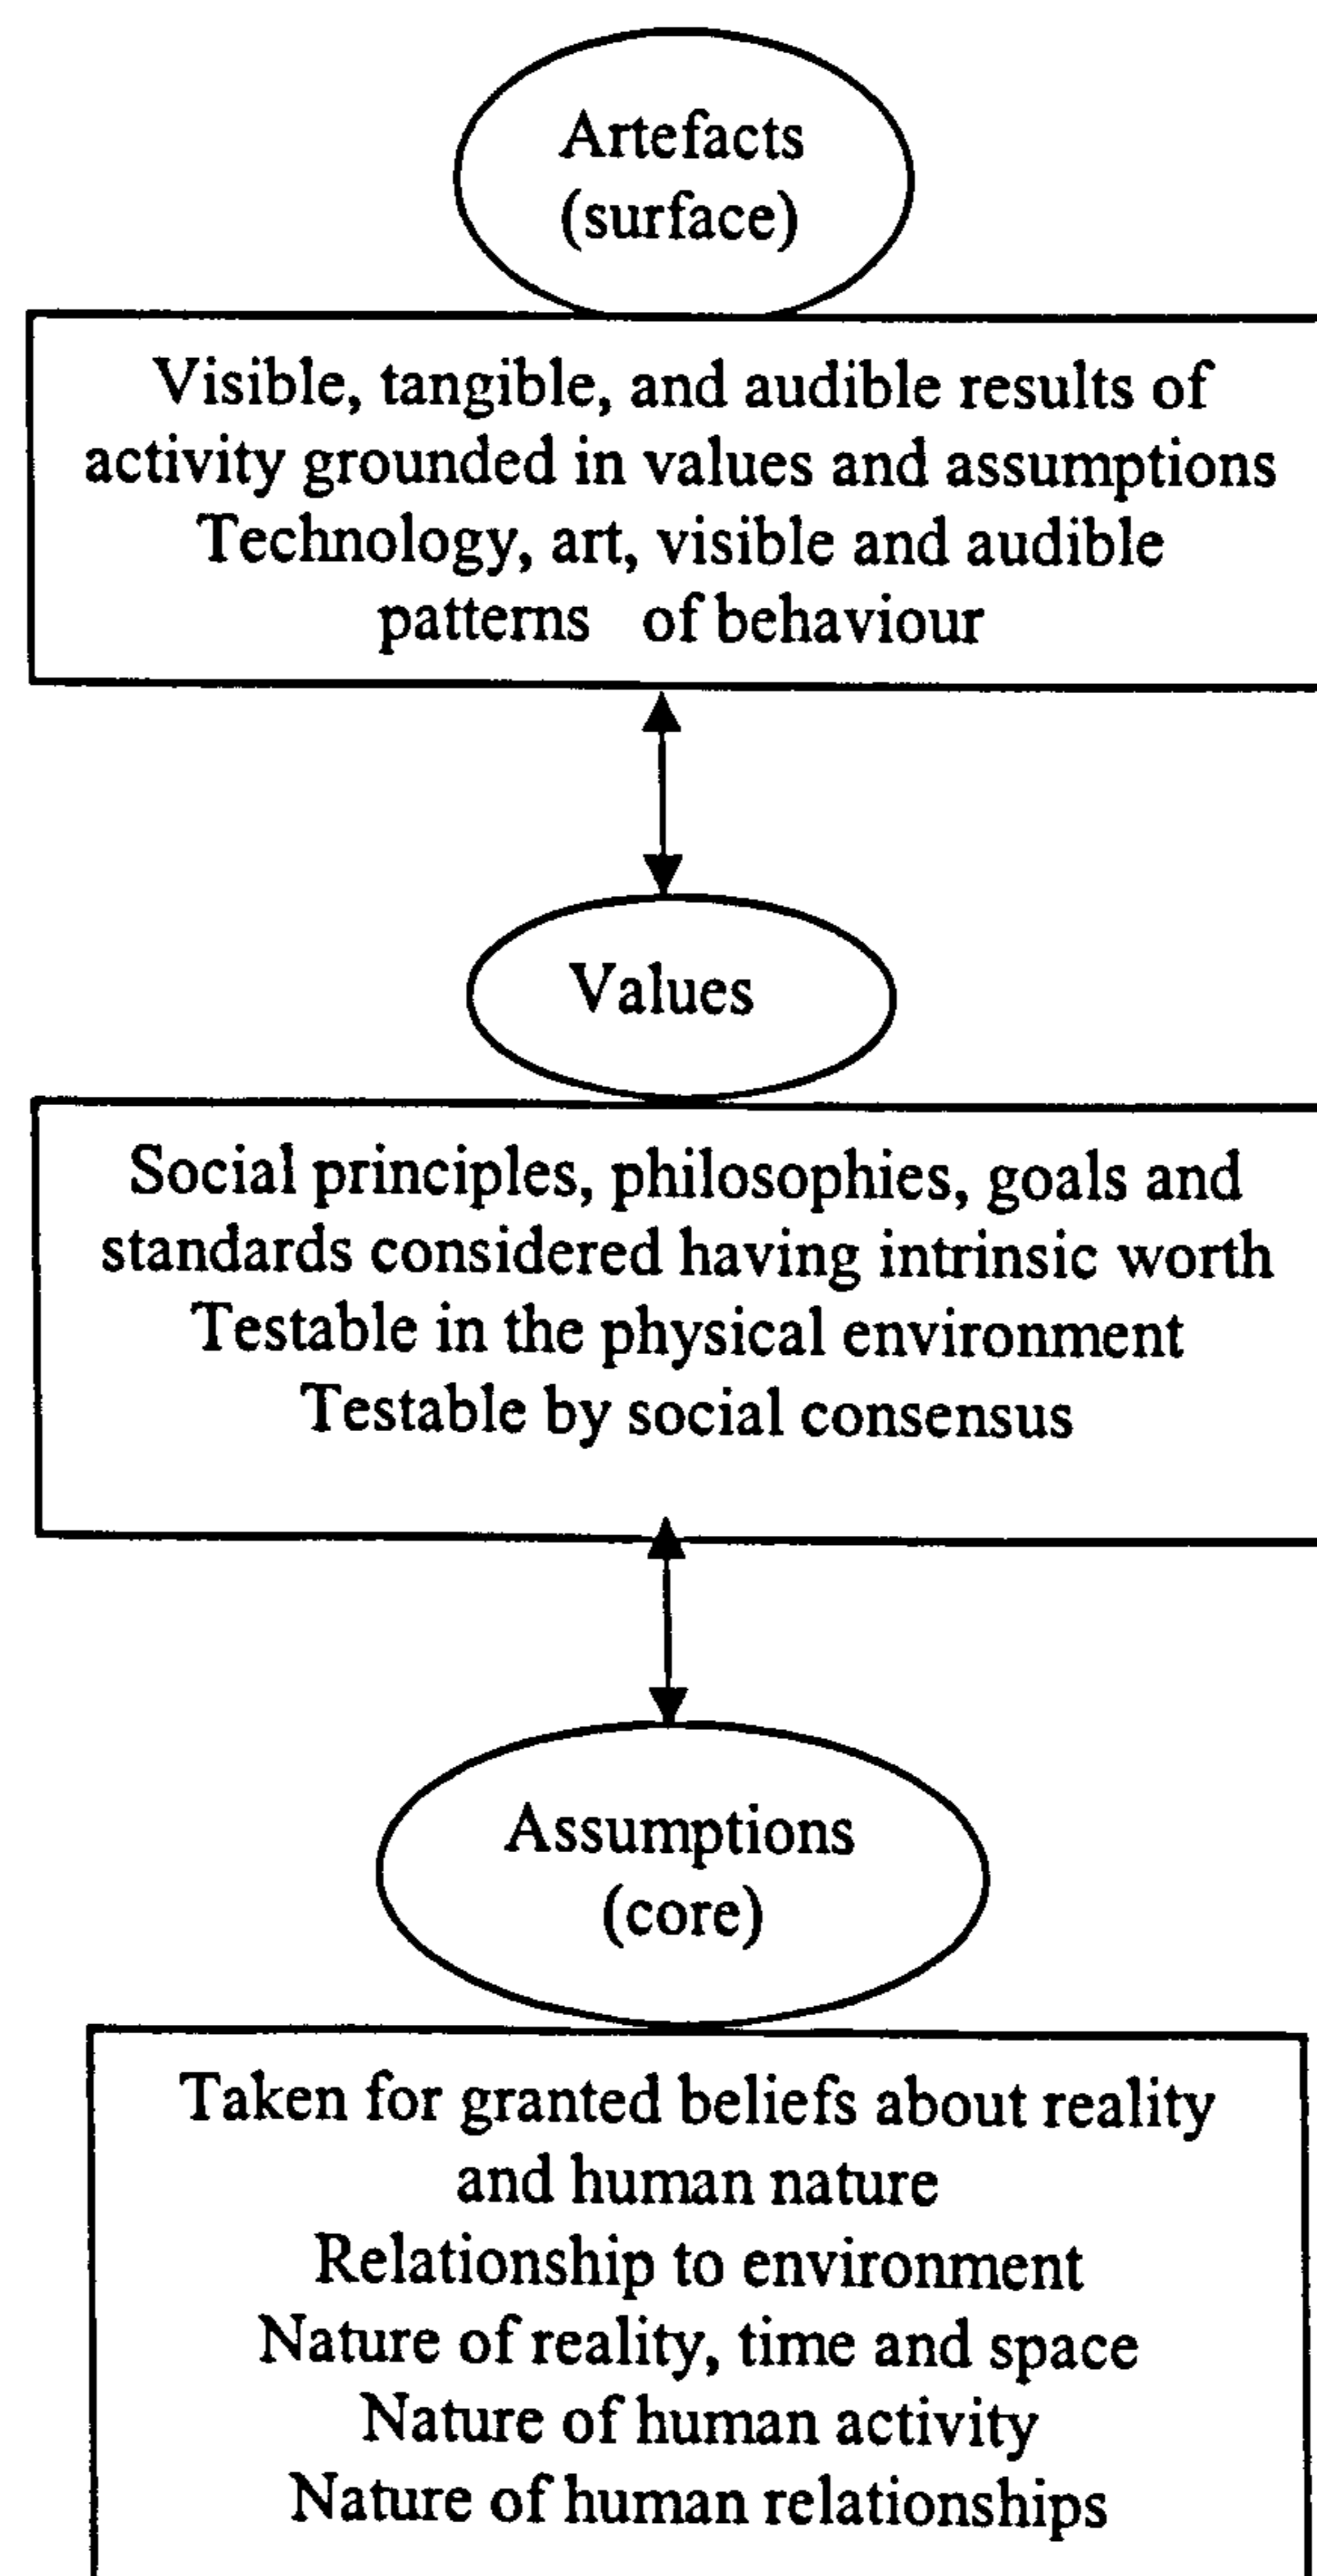 Artefacts
(surface)
Visible, tangible, and audible results of
activity grounded in values and assumptions
Technology, art, visible and audible
patterns of behaviour
Values
Social principles, philosophies, goals and
standards considered having intrinsic worth
Testable in the physical environment
Testable by social consensus
Assumptions
(core)
Taken for granted beliefs about reality
and human nature
Relationship to environment
Nature of reality, time and space
Nature of human activity
Nature of human relationships